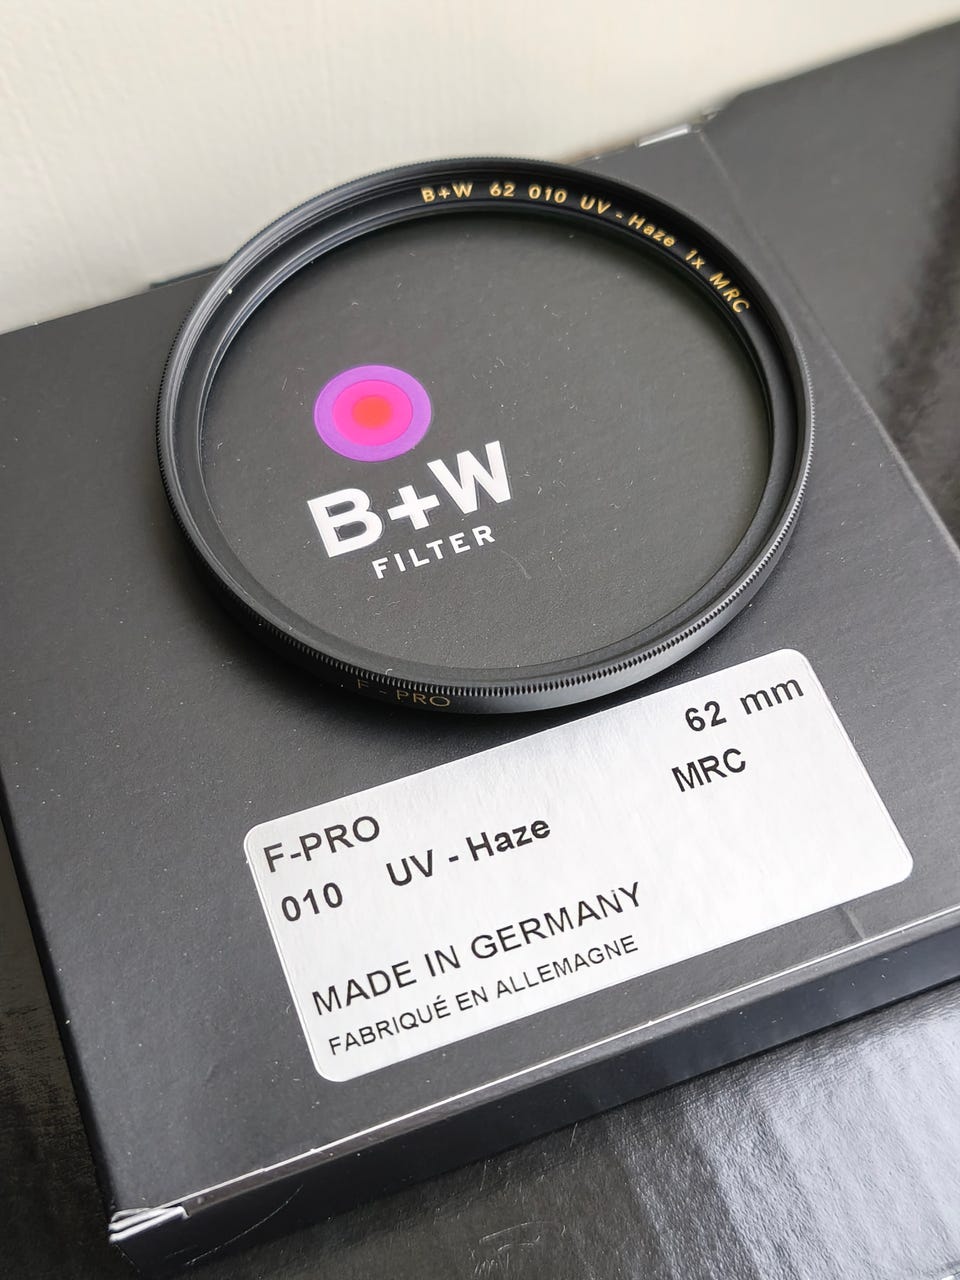 B+W 62 010 UV - Haze 1x MRC
B+W
FILTER
F - PRO
62 mm
MRC
F-PRO
010 UV - Haze
MADE IN GERMANY
FABRIQUÉ EN ALLEMAGNE